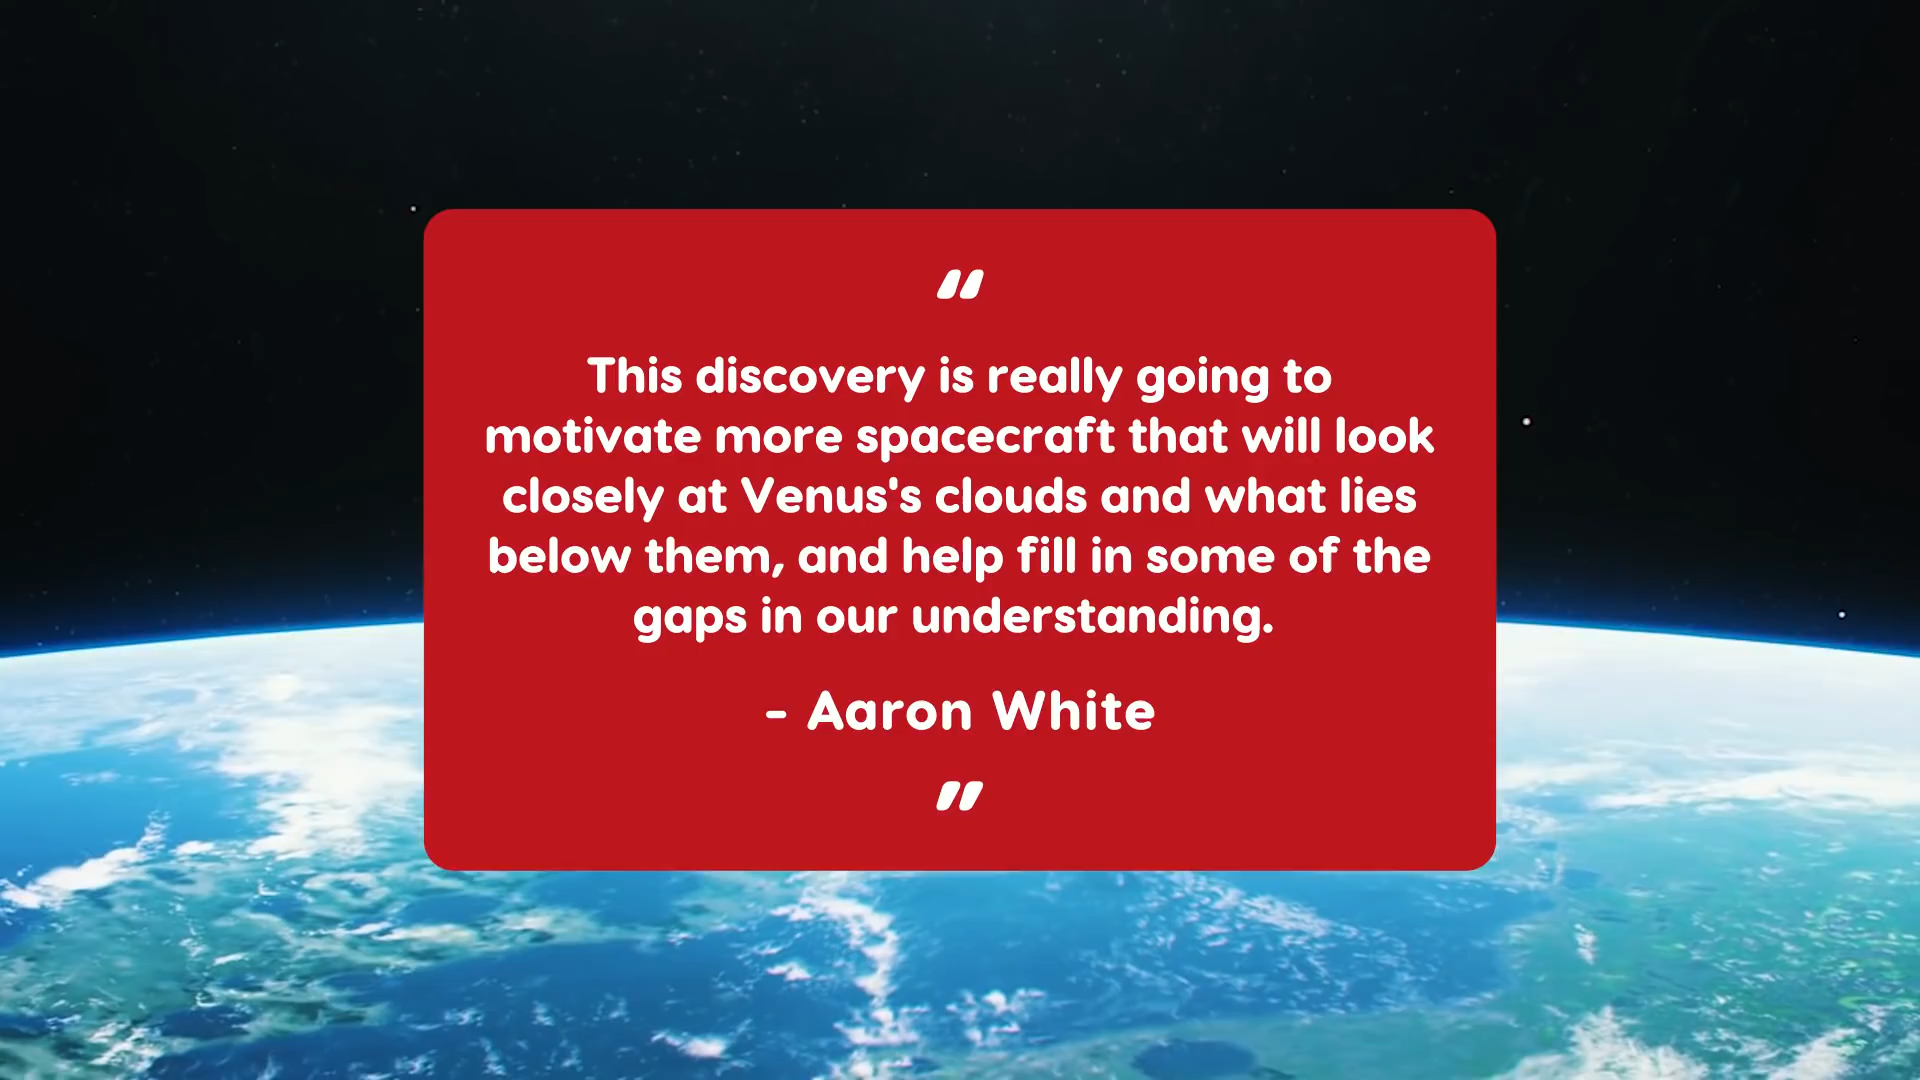 “
This discovery is really going to
motivate more spacecraft that will look
closely at Venus's clouds and what lies
below them, and help fill in some of the
gaps in our understanding.
- Aaron White
”